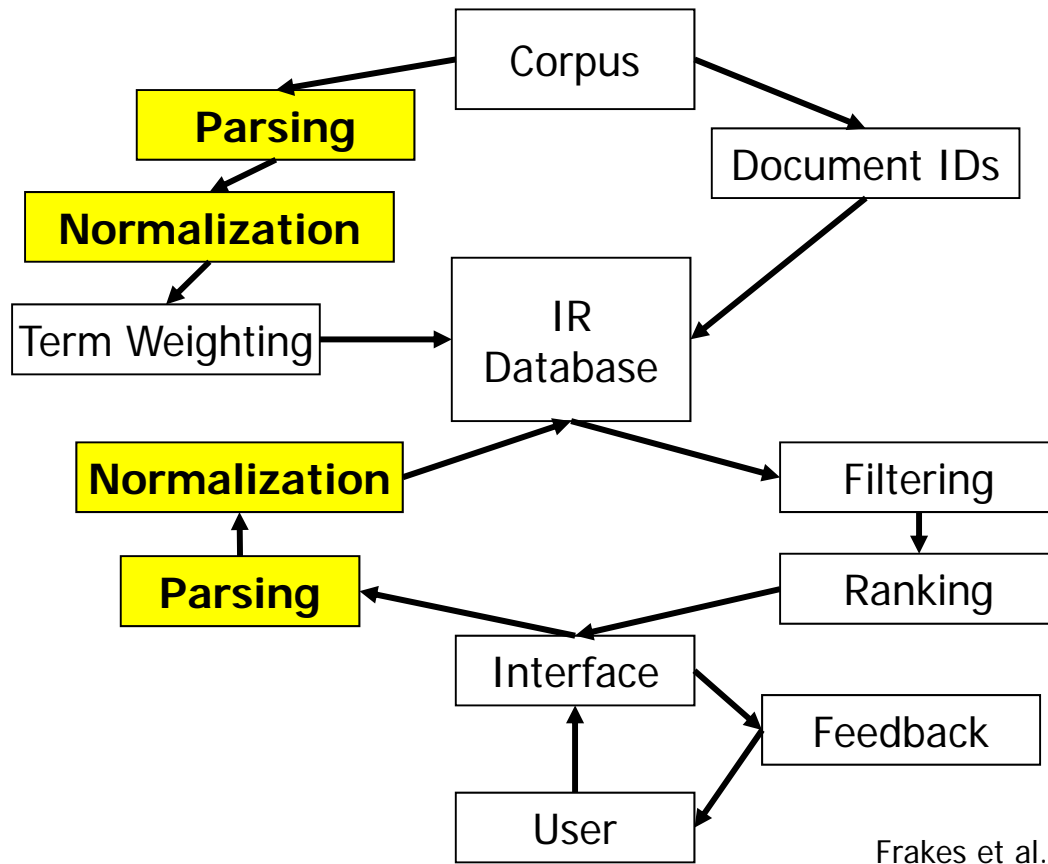 Corpus
Parsing
Document IDs
Normalization
Term Weighting
IR
Database
Normalization
Filtering
Parsing
Ranking
Interface
Feedback
User
Frakes et al.